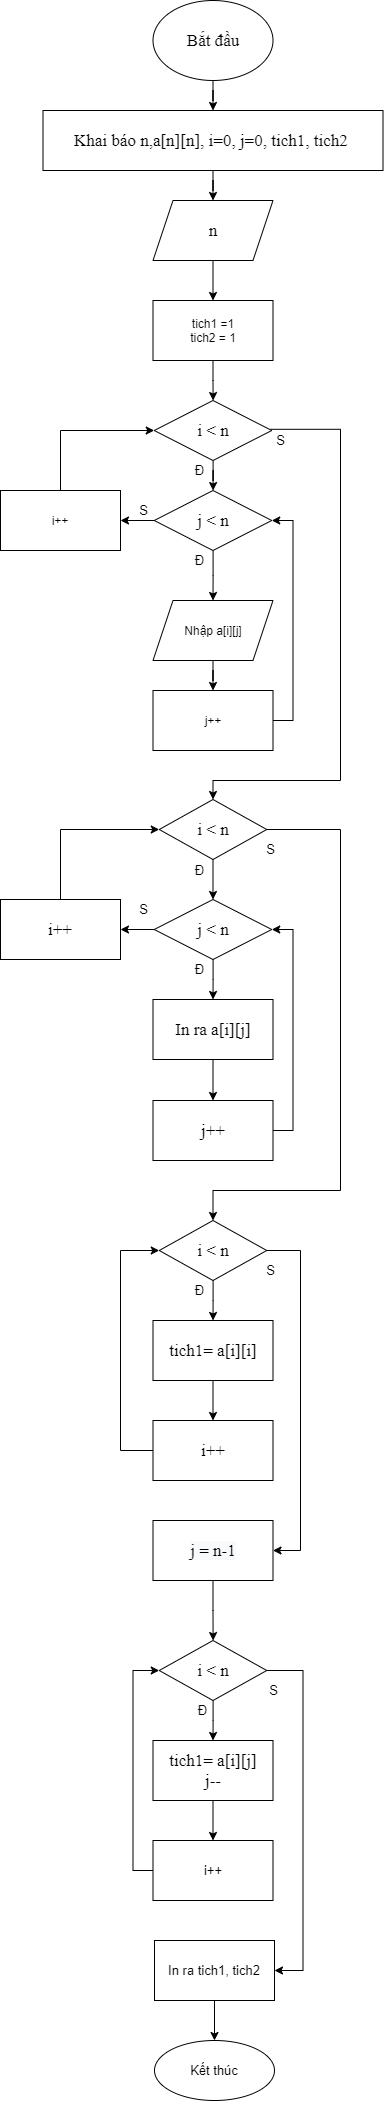 Bắt đầu
Khai báo n,a[n][n], i=0, j=0, tich1, tich2
n
tich1 =1
tich2 = 1
i < n
S
Đ
j < n
S
i++
Đ
Nhập a[i][j]
j++
i < n
S
Đ
j < n
S
i++
Đ
In ra a[i][j]
j++
i < n
S
Đ
tich1= a[i][i]
i++
j = n-1
i < n
S
Đ
tich1= a[i][j]
j--
i++
In ra tich1, tich2
Kết thúc